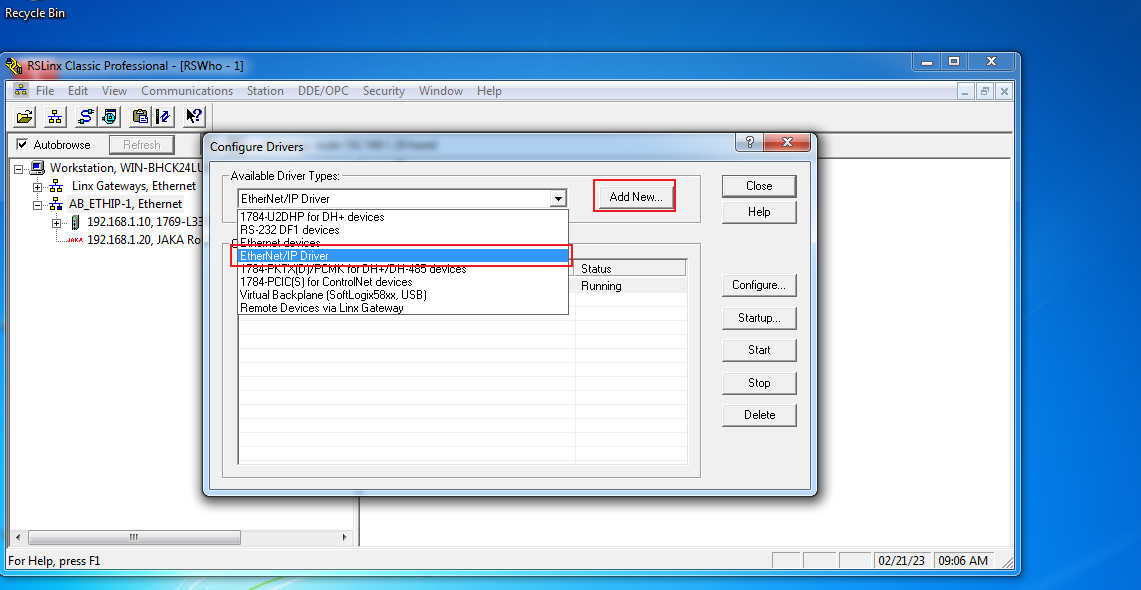 Recycle Bin
RSLinx Classic Professional - [RSWho - 1]
File Edit View Communications Station DDE/OPC Security Window Help
Autobrowse Refresh
Workstation, WIN-BHCK24LU
Linx Gateways, Ethernet
AB_ETHIP-1, Ethernet
192.168.1.10, 1769-L33
JAKA 192.168.1.20, JAKA Ro
Configure Drivers
Available Driver Types:
EtherNet/IP Driver
Add New...
1784-U2DHP for DH+ devices
RS-232 DF1 devices
Ethernet devices
EtherNet/IP Driver
1784-PKTX(D)/PCMK for DH+/DH-485 devices
1784-PCIC(S) for ControlNet devices
Virtual Backplane (SoftLogix58xx, USB)
Remote Devices via Linx Gateway
Status
Running
Close
Help
Configure...
Startup...
Start
Stop
Delete
For Help, press F1
02/21/23 09:06 AM